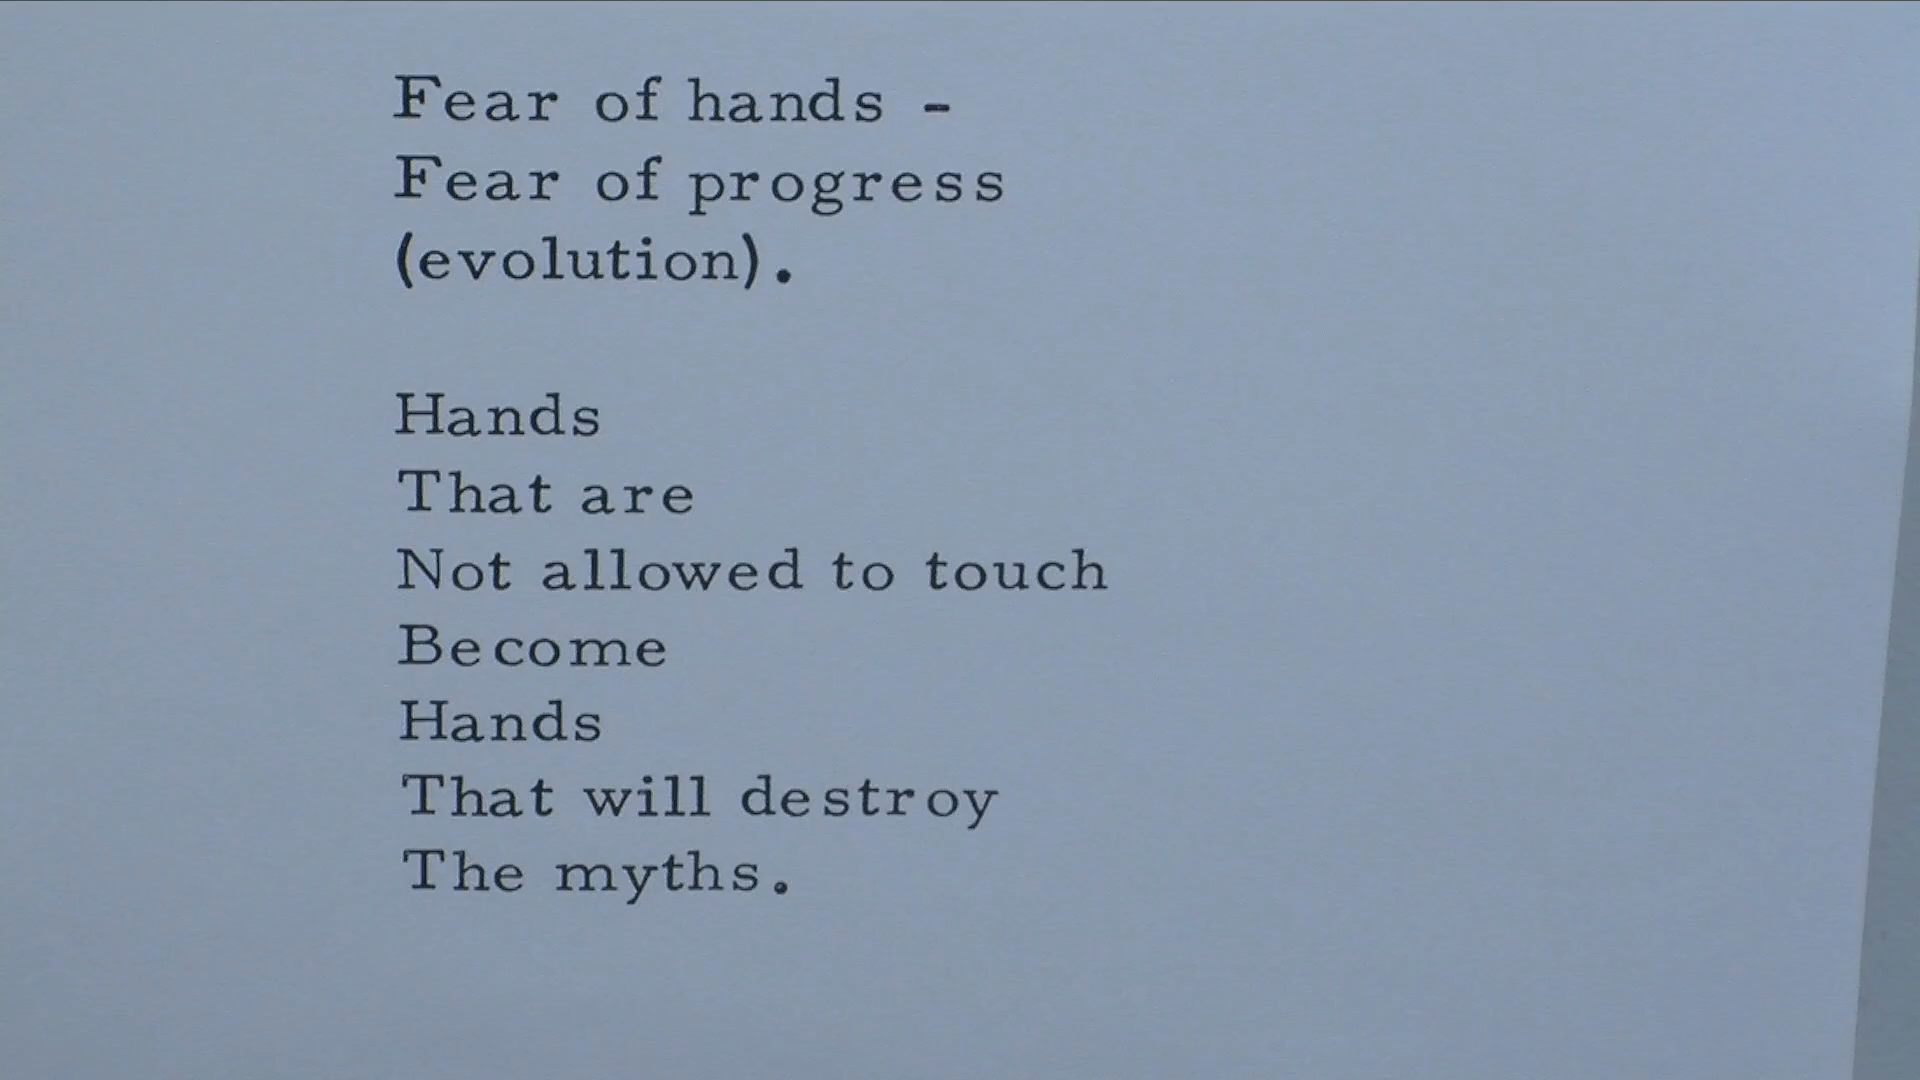 Fear of hands -
Fear of progress
(evolution).
Hands
That are
Not allowed to touch
Become
Hands
That will destroy
The myths.